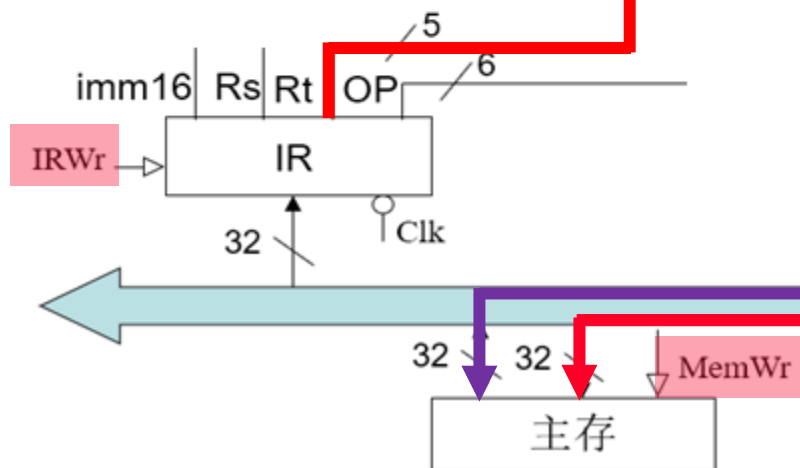 5
6
imm16 Rs Rt OP
IRWr
IR
32
Clk
32 32
MemWr
主存